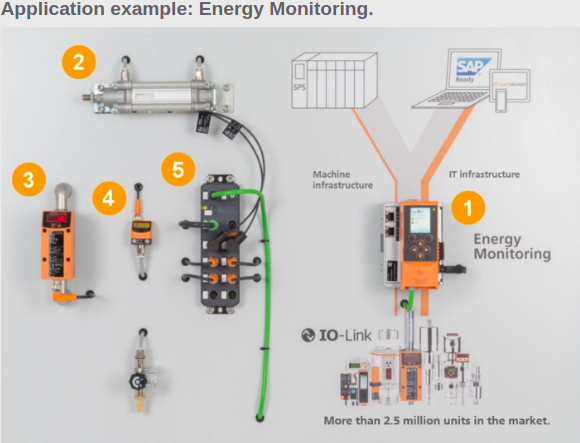 Application example: Energy Monitoring.
2
SPS
SAP
Ready
3
4
5
Machine
infrastructure
IT infrastructure
1
Energy
Monitoring
IO-Link
More than 2.5 million units in the market.